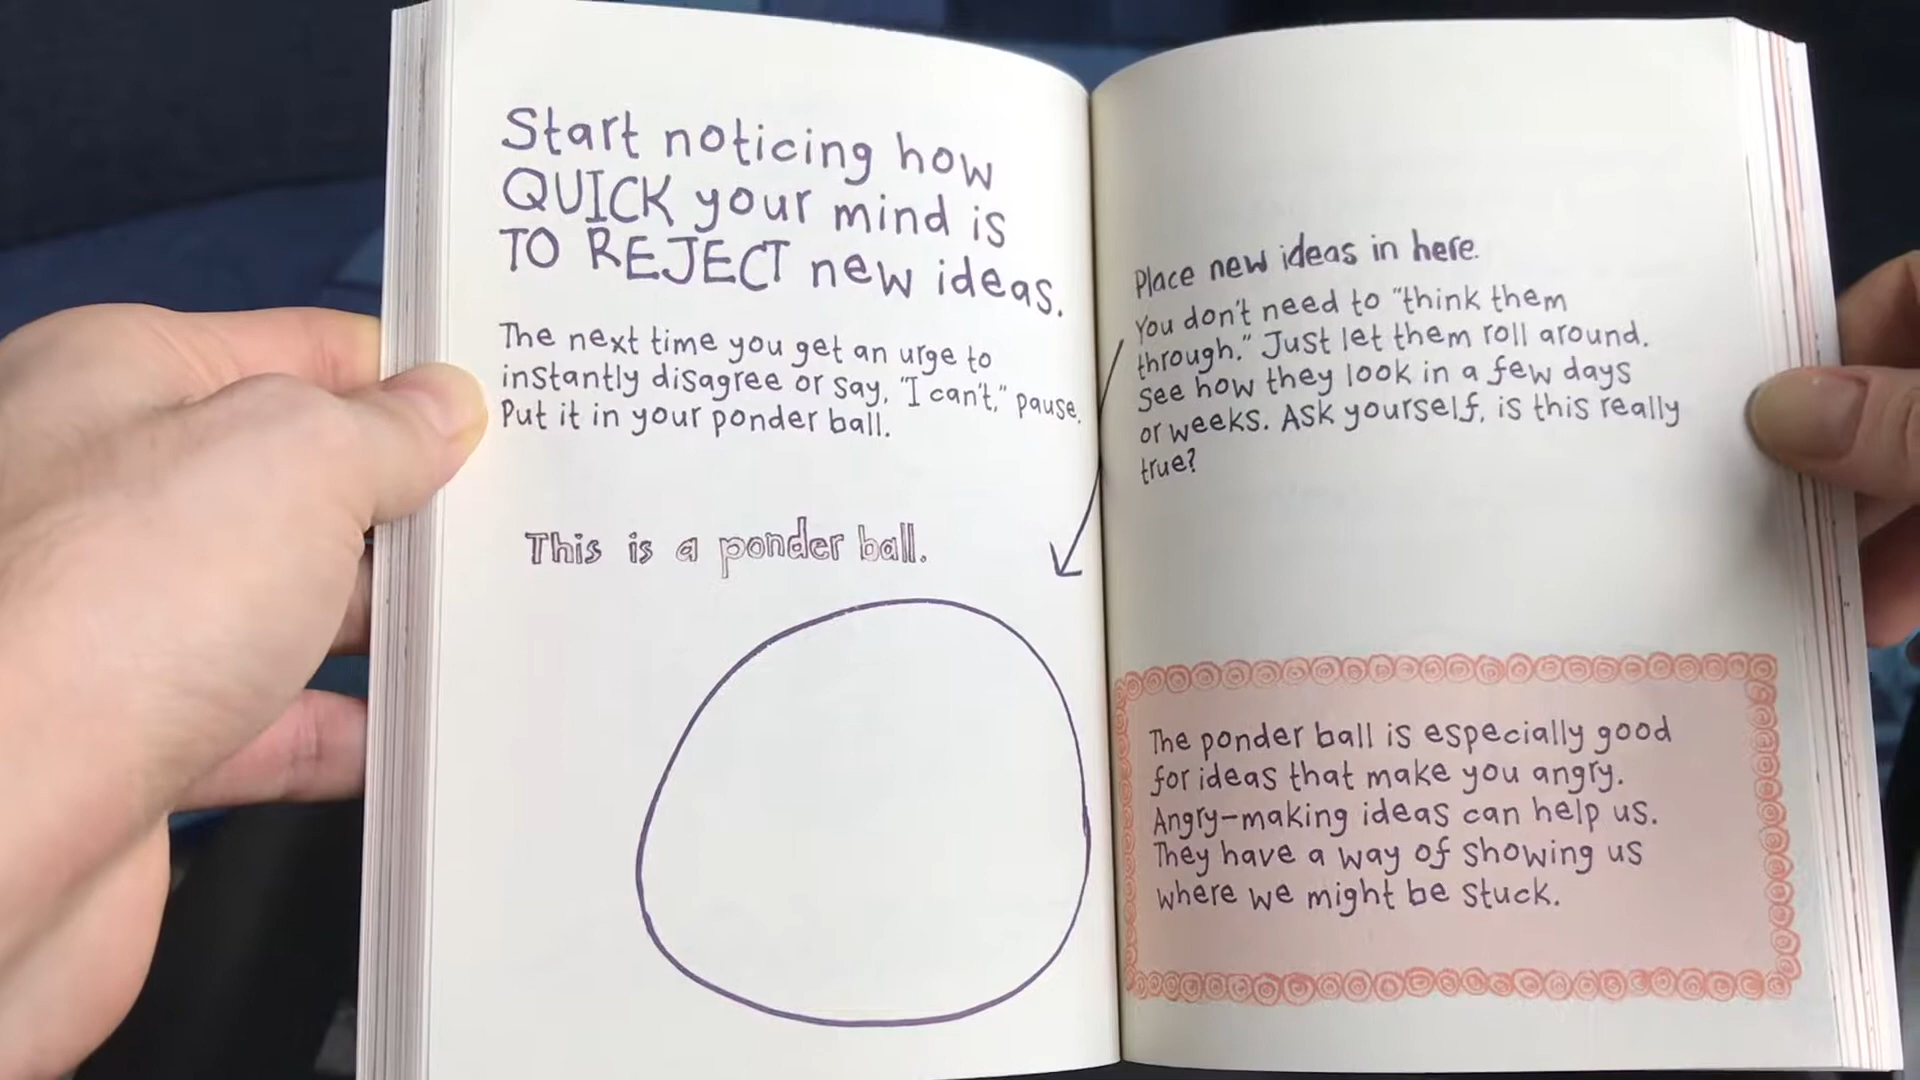 Start noticing how
QUICK your mind is
TO REJECT new ideas.
The next time you get an urge to
instantly disagree or say, "I can't," pause.
Put it in your ponder ball.
This is a ponder ball.
Place new ideas in here.
You don't need to "think them
through." Just let them roll around.
See how they look in a few days
or weeks. Ask yourself, is this really
true?
The ponder ball is especially good
for ideas that make you angry.
Angry-making ideas can help us.
They have a way of showing us
where we might be stuck.